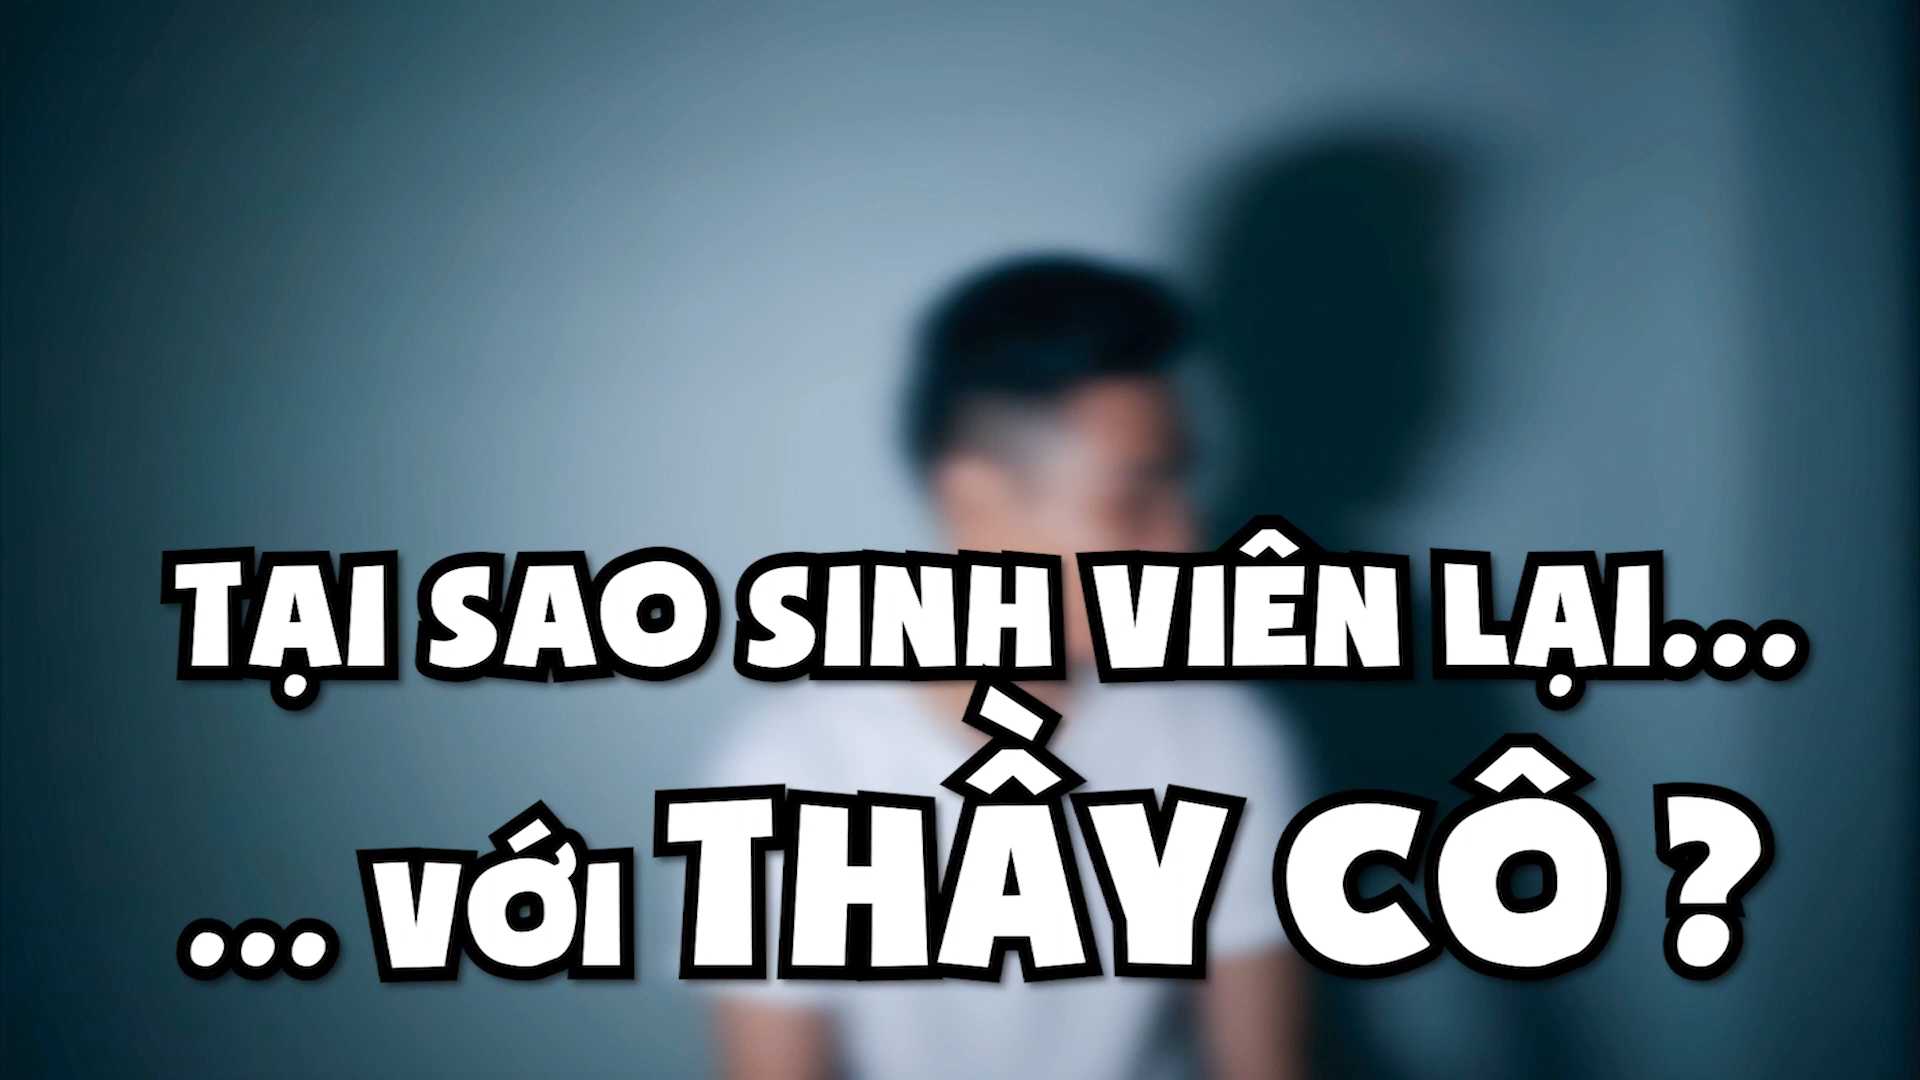 TẠI SAO SINH VIÊN LẠI...
... VỚI THẦY CÔ ?